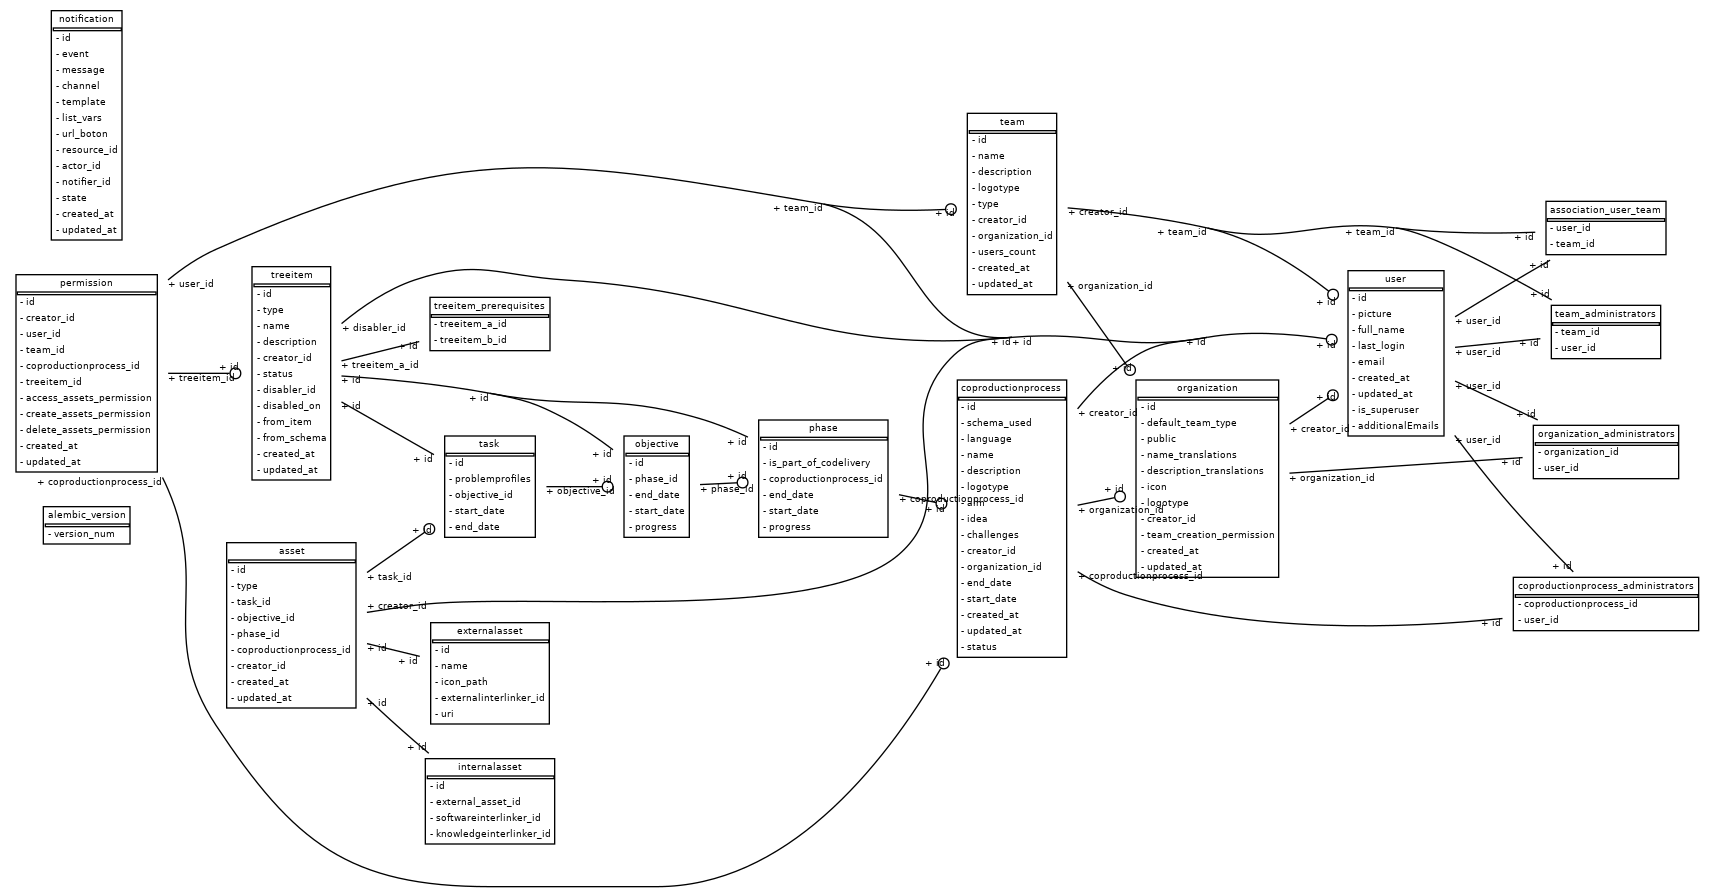 notification
- id
- event
- message
- channel
- template
- list_vars
- url_boton
- resource_id
- actor_id
- notifier_id
- state
- created_at
- updated_at
permission
- id
- creator_id
- user_id
- team_id
- coproductionprocess_id
- treeitem_id
- access_assets_permission
- create_assets_permission
- delete_assets_permission
- created_at
- updated_at
+ user_id
+ id
+ treeitem_id
+ coproductionprocess_id
alembic_version
- version_num
treeitem
- id
- type
- name
- description
- creator_id
- status
- disabler_id
- disabled_on
- from_item
- from_schema
- created_at
- updated_at
+ disabler_id
+ id
+ treeitem_a_id
+ id
+ id
+ id
+ id
+ id
+ id
treeitem_prerequisites
- treeitem_a_id
- treeitem_b_id
task
- id
- problemprofiles
- objective_id
- start_date
- end_date
+ id
+ objective_id
+ id
objective
- id
- phase_id
- end_date
- start_date
- progress
+ id
+ phase_id
phase
- id
- is_part_of_codelivery
- coproductionprocess_id
- end_date
- start_date
- progress
+ coproductionprocess_id
+ id
asset
- id
- type
- task_id
- objective_id
- phase_id
- coproductionprocess_id
- creator_id
- created_at
- updated_at
+ task_id
+ creator_id
+ id
+ id
+ id
+ id
externalasset
- id
- name
- icon_path
- externalinterlinker_id
- uri
internalasset
- id
- external_asset_id
- softwareinterlinker_id
- knowledgeinterlinker_id
+ team_id
+ id
team
- id
- name
- description
- logotype
- type
- creator_id
- organization_id
- users_count
- created_at
- updated_at
+ creator_id
+ team_id
+ team_id
+ id
+ organization_id
+ id
+ id
+ id
+ id
+ id
coproductionprocess
- id
- schema_used
- language
- name
- description
- logotype
- aim
- idea
- challenges
- creator_id
- organization_id
- end_date
- start_date
- created_at
- updated_at
- status
+ id
+ creator_id
+ id
+ organization_id
+ coproductionprocess_id
organization
- id
- default_team_type
- public
- name_translations
- description_translations
- icon
- logotype
- creator_id
- team_creation_permission
- created_at
- updated_at
+ id
+ creator_id
+ organization_id
+ id
user
- id
- picture
- full_name
- last_login
- email
- created_at
- updated_at
- is_superuser
- additionalEmails
+ id
+ id
+ user_id
+ id
+ user_id
+ id
+ user_id
+ id
+ user_id
+ id
association_user_team
- user_id
- team_id
team_administrators
- team_id
- user_id
organization_administrators
- organization_id
- user_id
coproductionprocess_administrators
- coproductionprocess_id
- user_id
+ id